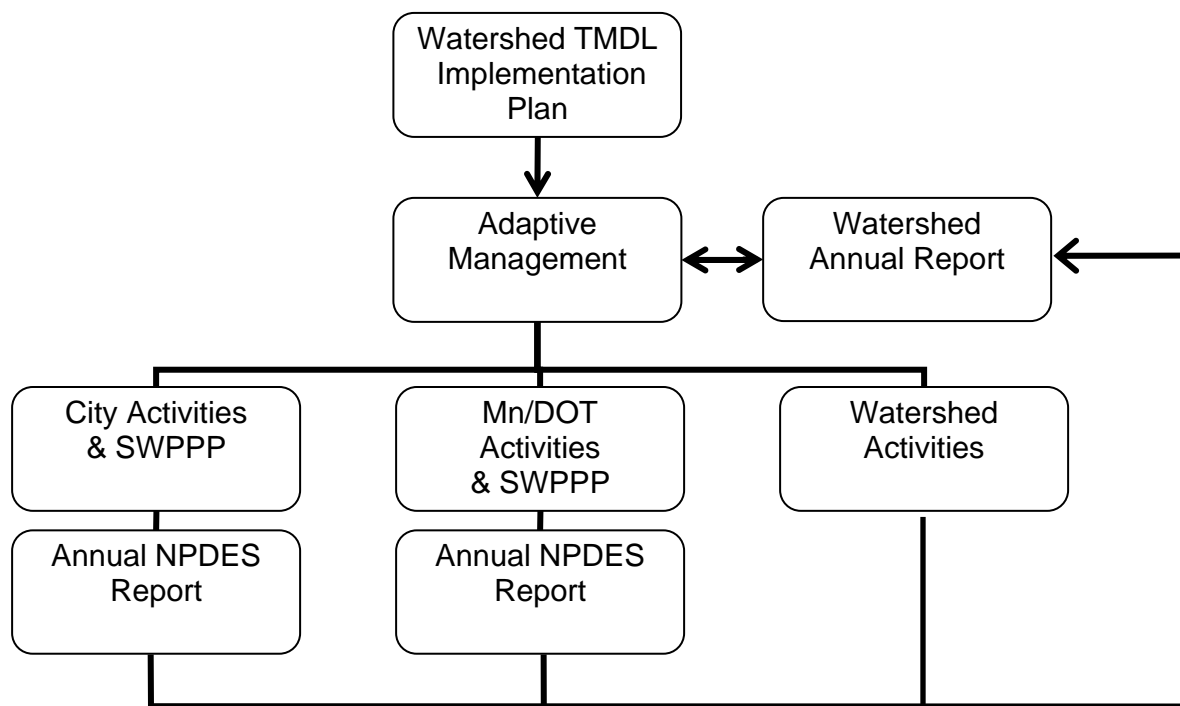 Watershed TMDL
Implementation
Plan
Adaptive
Management
Watershed
Annual Report
City Activities
& SWPPP
Mn/DOT
Activities
& SWPPP
Watershed
Activities
Annual NPDES
Report
Annual NPDES
Report